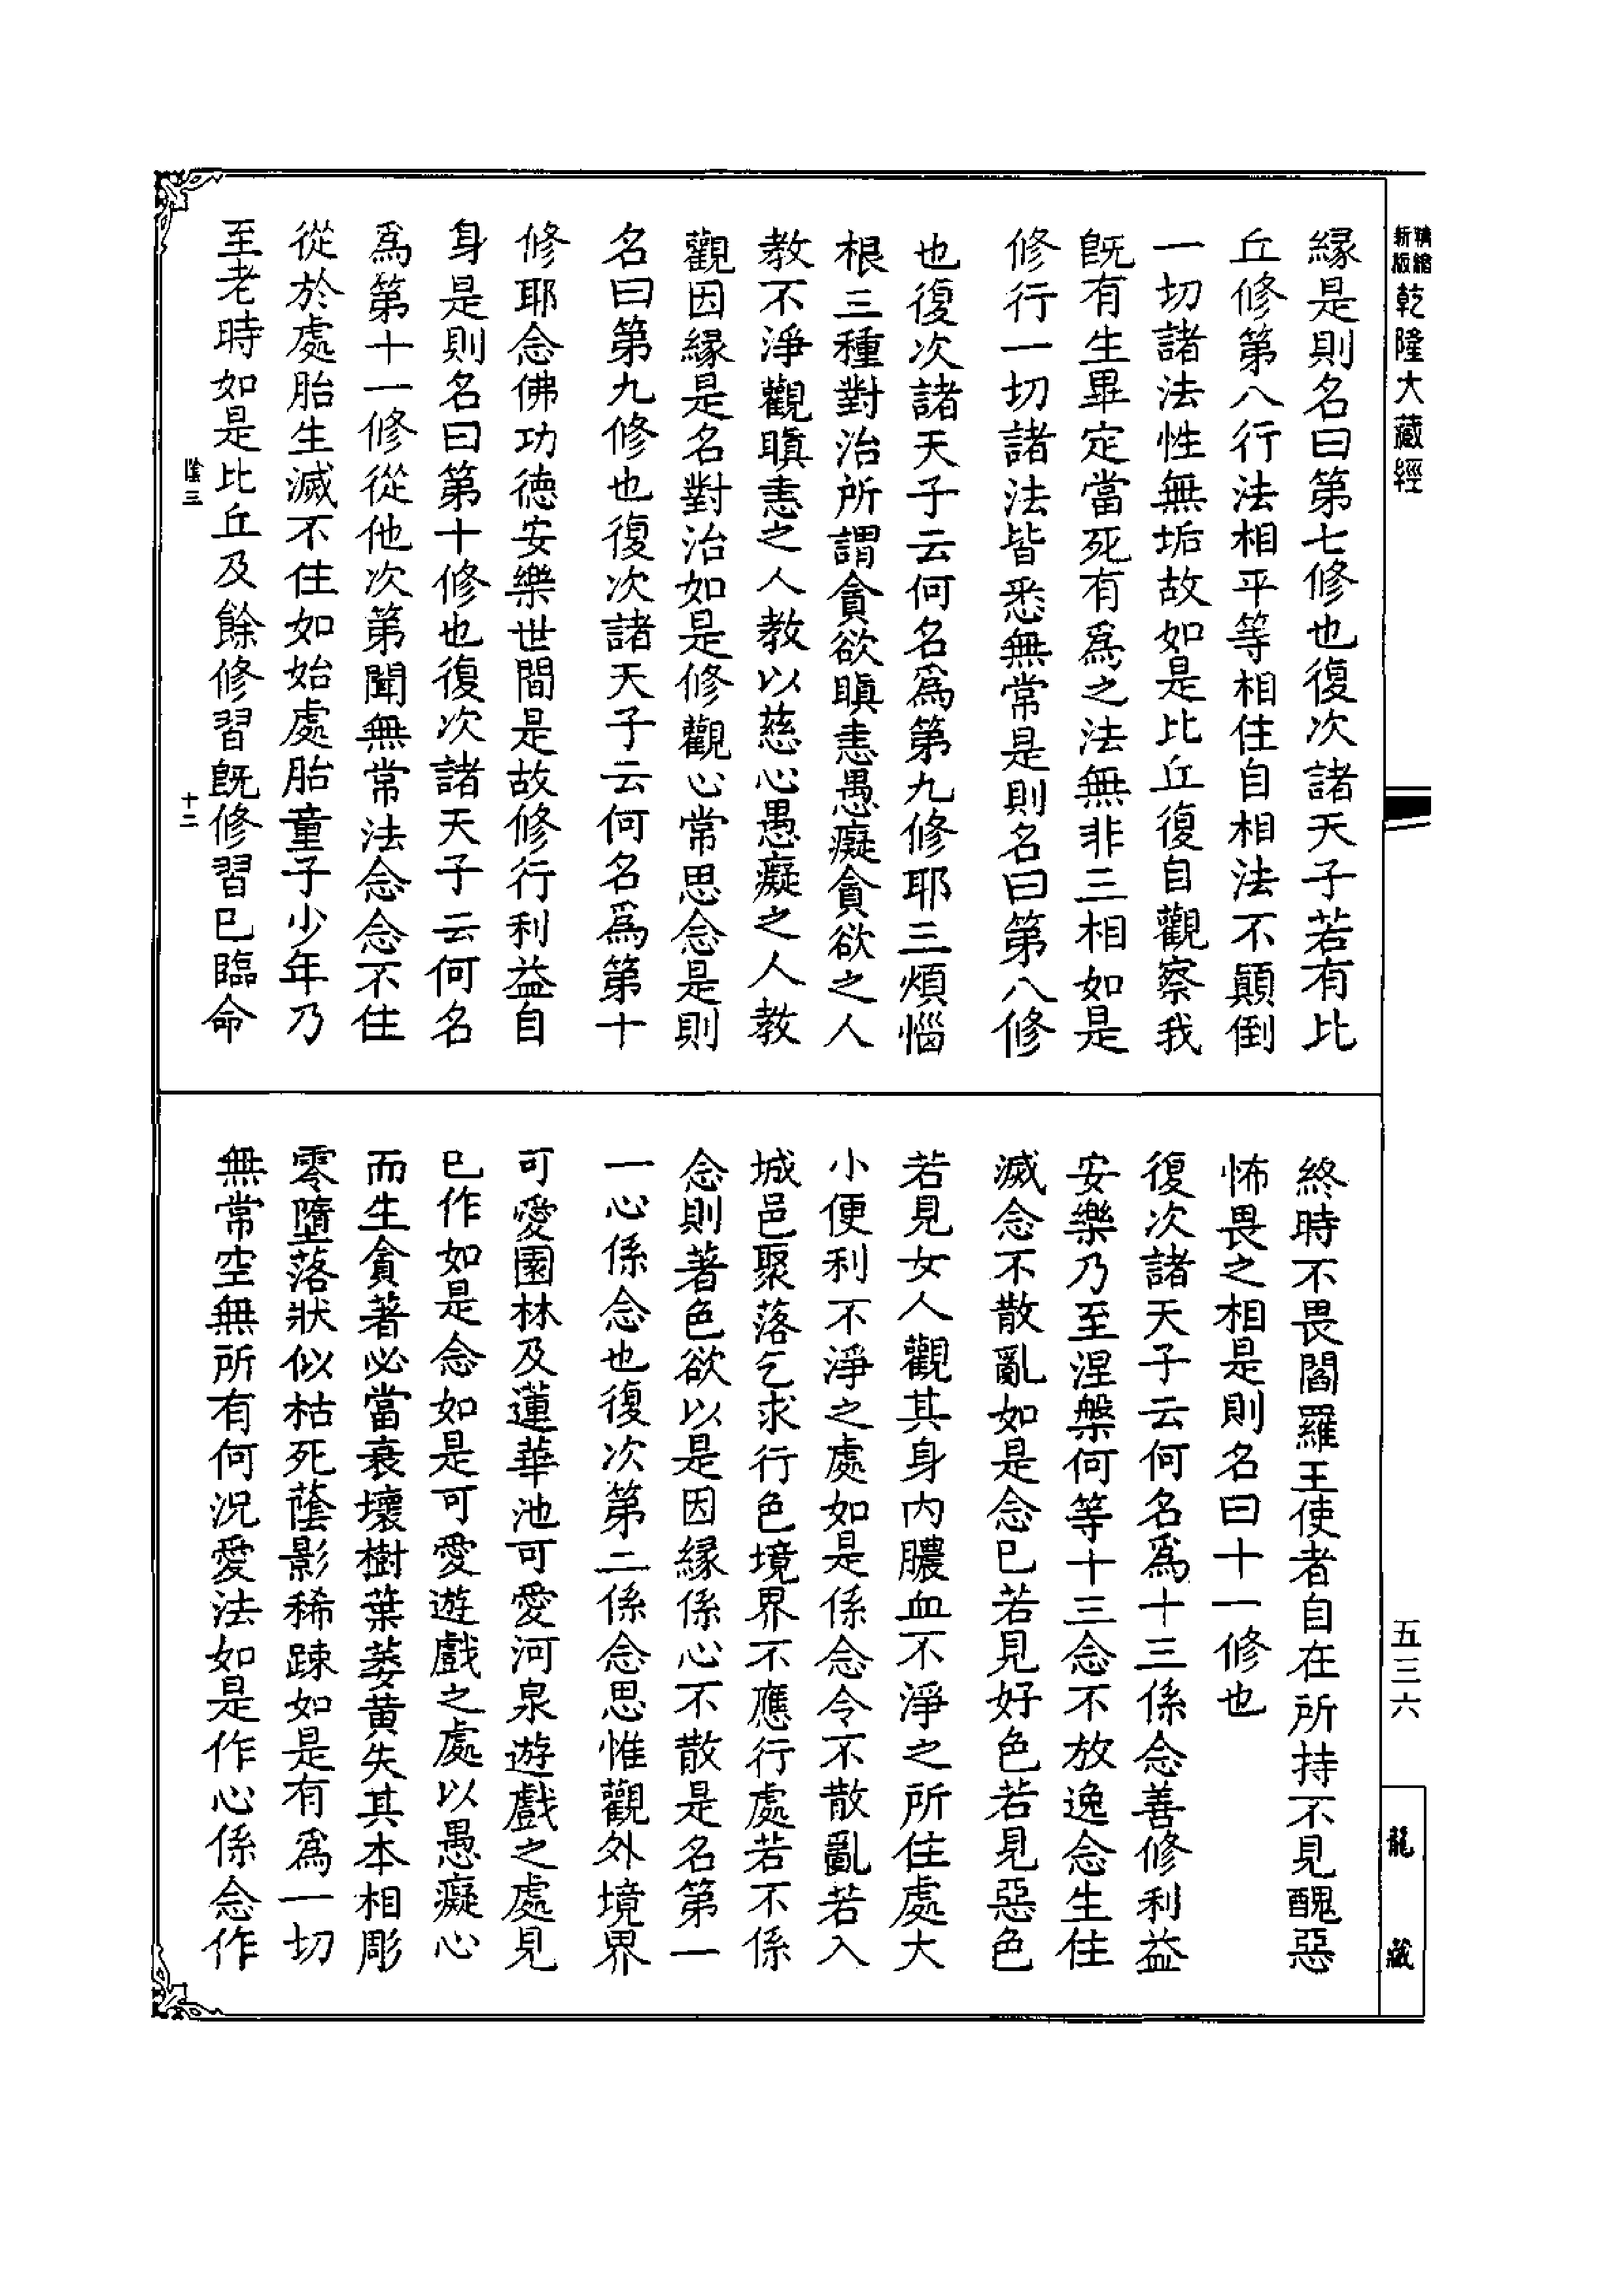 精縮新版乾隆大藏經
緣是則名曰第七修也復次諸天子若有比
丘修第八行法相平等相住自相法不顛倒
一切諸法性無垢故如是比丘復自觀察我
旣有生畢定當死有爲之法無非三相如是
修行一切諸法皆悉無常是則名曰第八修
也復次諸天子云何名爲第九修耶三煩惱
根三種對治所謂貪欲瞋恚愚癡貪欲之人
教不淨觀瞋恚之人教以慈心愚癡之人教
觀因緣是名對治如是修觀心常思念是則
名曰第九修也復次諸天子云何名爲第十
修耶念佛功德安樂世間是故修行利益自
身是則名曰第十修也復次諸天子云何名
爲第十一修從他次第聞無常法念念不住
從於處胎生滅不住如始處胎童子少年乃
至老時如是比丘及餘修習旣修習已臨命
陰三
十二
終時不畏閻羅王使者自在所持不見醜惡
怖畏之相是則名曰十一修也
復次諸天子云何名爲十三係念善修利益
安樂乃至涅槃何等十三念不放逸念生住
滅念不散亂如是念已若見好色若見惡色
若見女人觀其身內膿血不淨之所住處大
小便利不淨之處如是係念令不散亂若入
城邑聚落乞求行色境界不應行處若不係
念則著色欲以是因緣係心不散是名第一
一心係念也復次第二係念思惟觀外境界
可愛園林及蓮華池可愛河泉遊戲之處見
已作如是念如是可愛遊戲之處以愚癡心
而生貪著必當衰壞樹葉萎黃失其本相彫
零墮落狀似枯死蔭影稀踈如是有爲一切
無常空無所有何況愛法如是作心係念作
五三六
龍藏